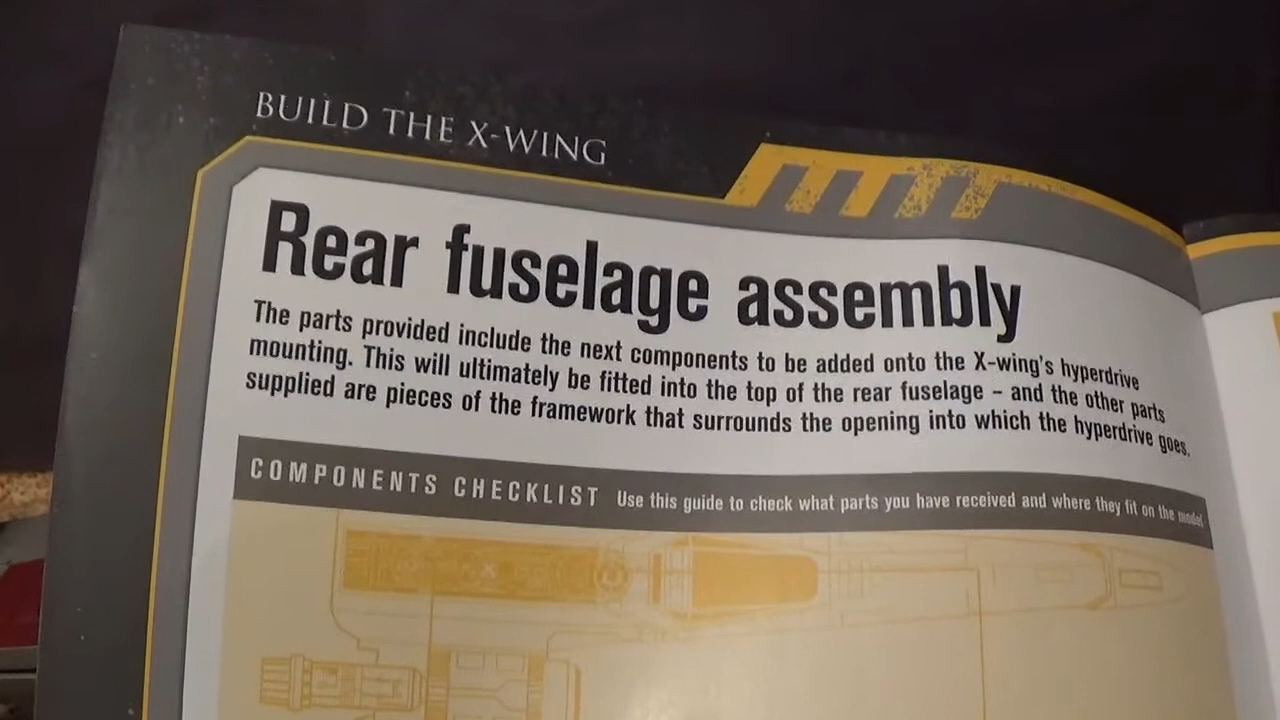 BUILD THE X-WING
Rear fuselage assembly
The parts provided include the next components to be added onto the X-wing's hyperdrive
mounting. This will ultimately be fitted into the top of the rear fuselage – and the other parts
supplied are pieces of the framework that surrounds the opening into which the hyperdrive goes.
COMPONENTS CHECKLIST Use this guide to check what parts you have received and where they fit on the model